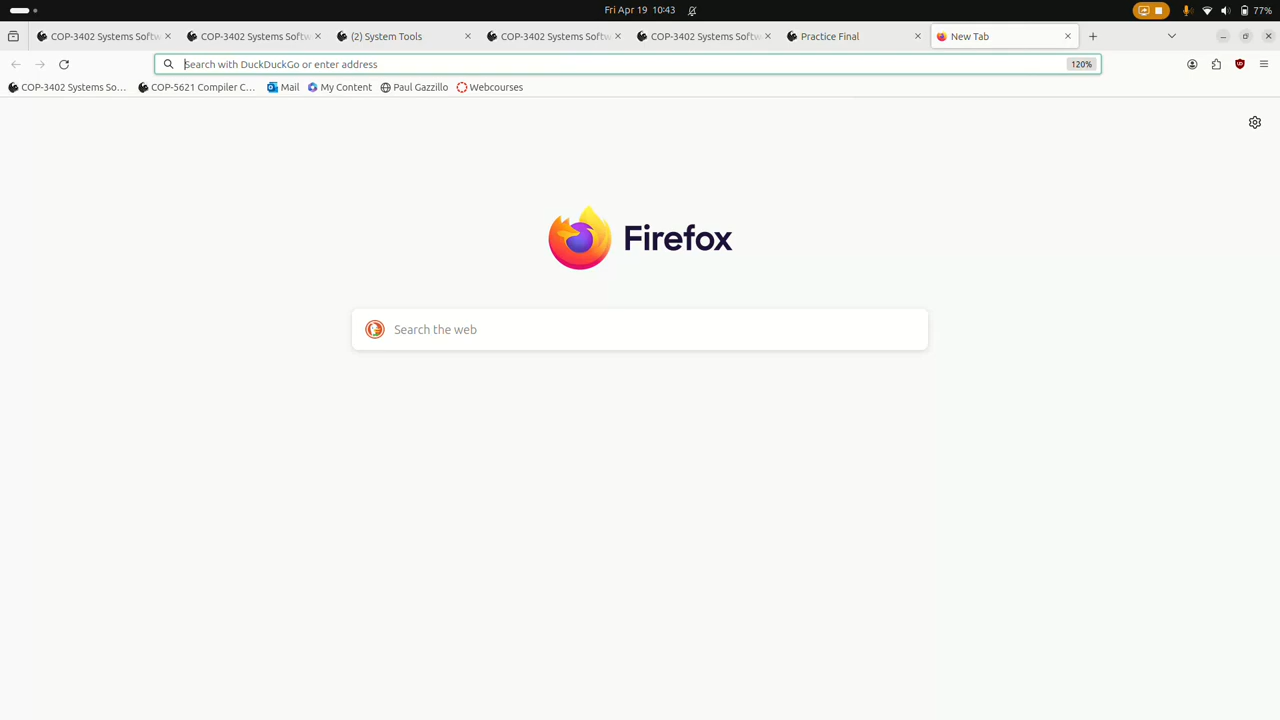 Fri Apr 19 10:43
77%
COP-3402 Systems Softw
COP-3402 Systems Softw
(2) System Tools
COP-3402 Systems Softw
COP-3402 Systems Softw
Practice Final
New Tab
Search with DuckDuckGo or enter address
120%
COP-3402 Systems So...
COP-5621 Compiler C...
Mail
My Content
Paul Gazzillo
Webcourses
Firefox
Search the web